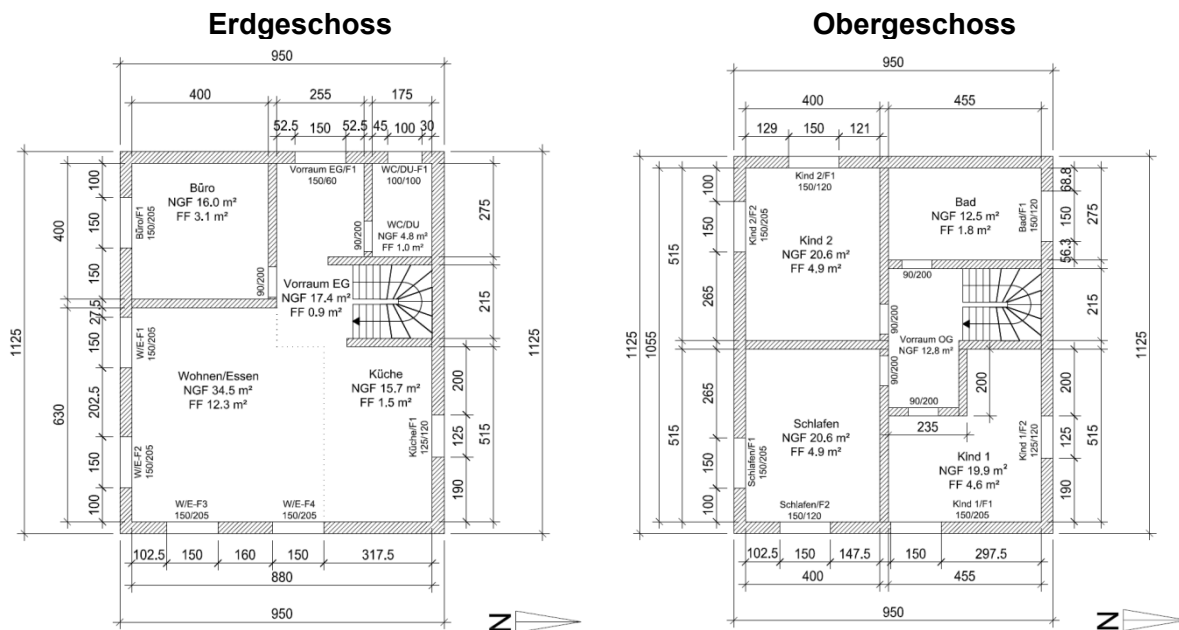 Erdgeschoss
950
400
255
175
52.5
150
52.5
45
100
30
Vorraum EG/F1
150/60
WC/DU-F1
100/100
Büro
NGF 16.0 m²
FF 3.1 m²
Büro/F1
150/205
90/200
90/200
WC/DU
NGF 4.8 m²
FF 1.0 m²
Vorraum EG
NGF 17.4 m²
FF 0.9 m²
100
150
150
400
27.5
150
202.5
150
100
630
1125
W/E-F1
150/205
W/E-F2
150/205
Wohnen/Essen
NGF 34.5 m²
FF 12.3 m²
Küche
NGF 15.7 m²
FF 1.5 m²
Küche/F1
125/120
275
215
200
125
190
515
1125
W/E-F3
150/205
W/E-F4
150/205
102.5
150
160
150
317.5
880
950
N
Obergeschoss
950
400
455
129
150
121
Kind 2/F1
150/120
Kind 2/F2
150/205
Kind 2
NGF 20.6 m²
FF 4.9 m²
Bad
NGF 12.5 m²
FF 1.8 m²
Bad/F1
150/120
90/200
90/200
Vorraum OG
NGF 12.8 m²
90/200
90/200
100
150
265
515
265
150
100
515
1055
1125
68.8
150
56.3
275
215
200
125
190
515
1125
200
235
Schlafen
NGF 20.6 m²
FF 4.9 m²
Schlafen/F1
150/205
Schlafen/F2
150/120
Kind 1
NGF 19.9 m²
FF 4.6 m²
Kind 1/F2
125/120
Kind 1/F1
150/205
102.5
150
147.5
150
297.5
400
455
950
N